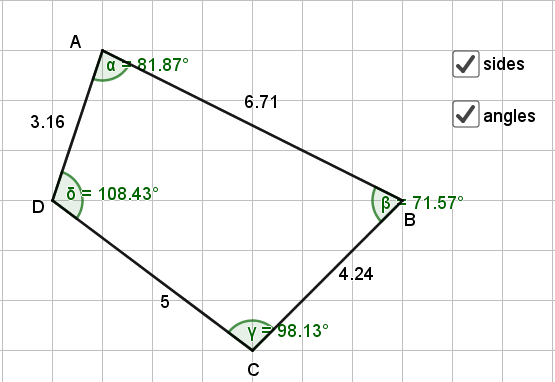 A
α = 81.87°
sides
6.71
angles
3.16
δ = 108.43°
D
β = 71.57°
B
4.24
5
γ = 98.13°
C